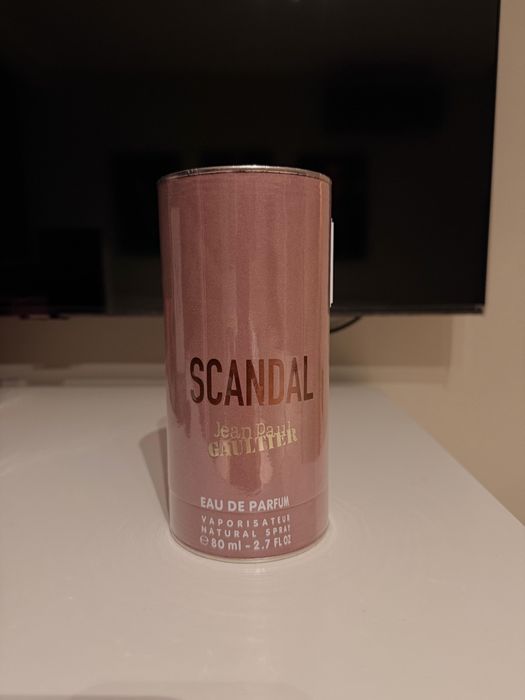 SCANDAL
Jean Paul
GAULTIER
EAU DE PARFUM
VAPORISATEUR
NATURAL SPRAY
℮ 80 ml - 2.7 FL OZ